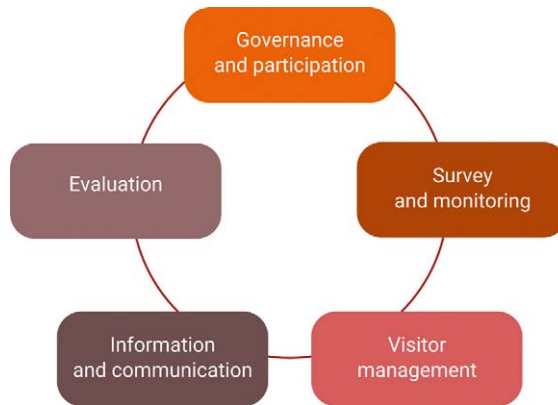 Governance
and participation
Evaluation
Survey
and monitoring
Information
and communication
Visitor
management